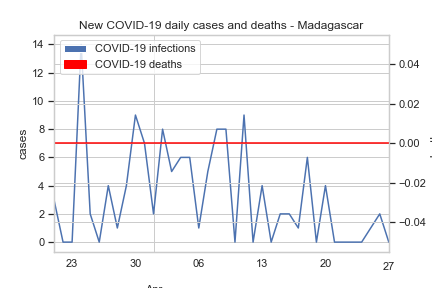 New COVID-19 daily cases and deaths - Madagascar
COVID-19 infections
COVID-19 deaths
cases
14
12
10
8
6
4
2
0
0.04
0.02
0.00
−0.02
−0.04
23 30 06 13 20 27